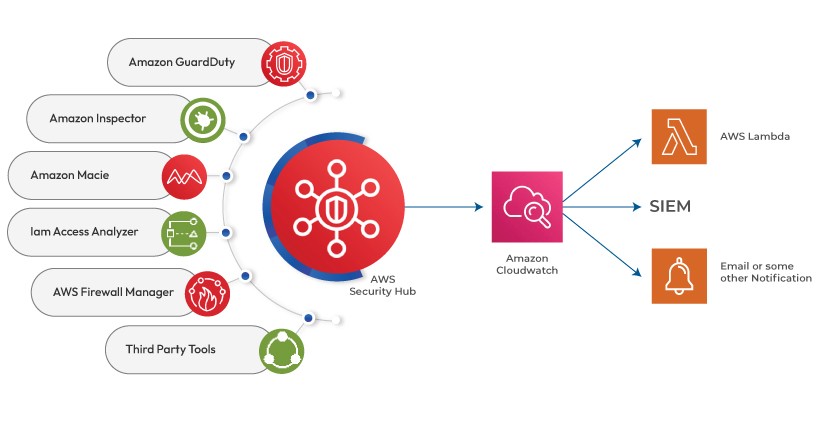 Amazon GuardDuty
Amazon Inspector
Amazon Macie
Iam Access Analyzer
AWS Firewall Manager
Third Party Tools
AWS
Security Hub
Amazon
Cloudwatch
AWS Lambda
SIEM
Email or some
other Notification